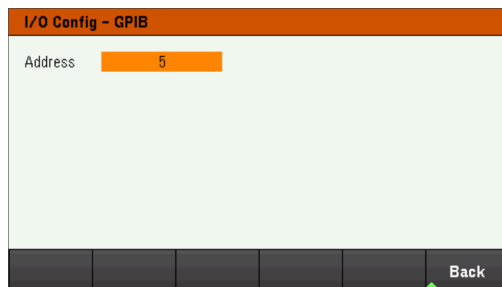 I/O Config – GPIB
Address 5
Back